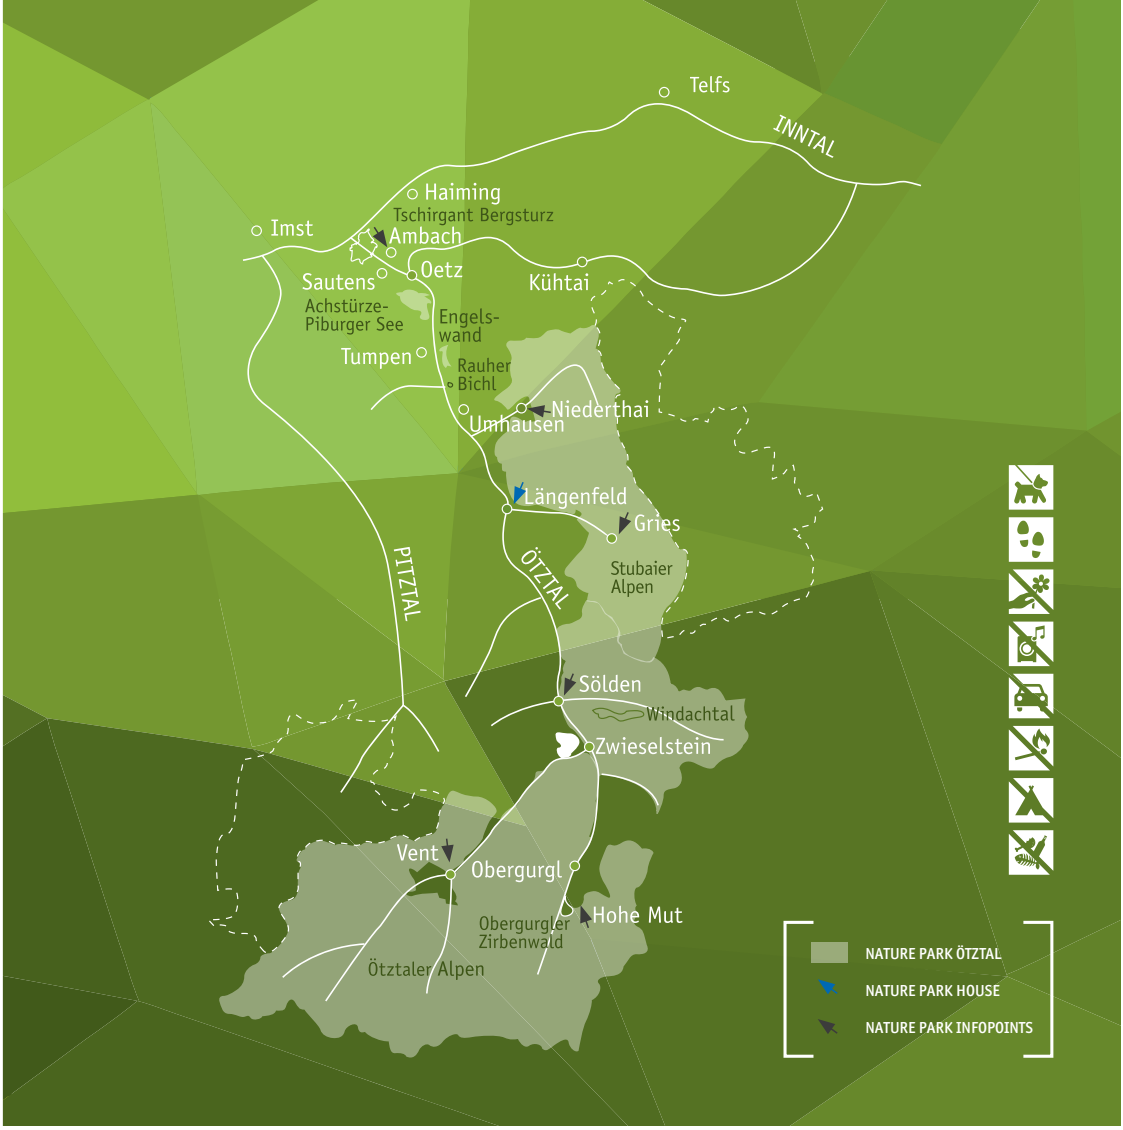 Telfs
INNTAL
Haiming
Tschirgant Bergsturz
Imst
Ambach
Oetz
Sautens
Kühtai
Achstürze-
Piburger See
Engels-
wand
Tumpen
Rauher
Bichl
Niederthai
Umhausen
Längenfeld
Gries
PITZTAL
ÖTZTAL
Stubaier
Alpen
Sölden
Windachtal
Zwieselstein
Vent
Obergurgl
Hohe Mut
Obergurgler
Zirbenwald
Ötztaler Alpen
NATURE PARK ÖTZTAL
NATURE PARK HOUSE
NATURE PARK INFOPOINTS